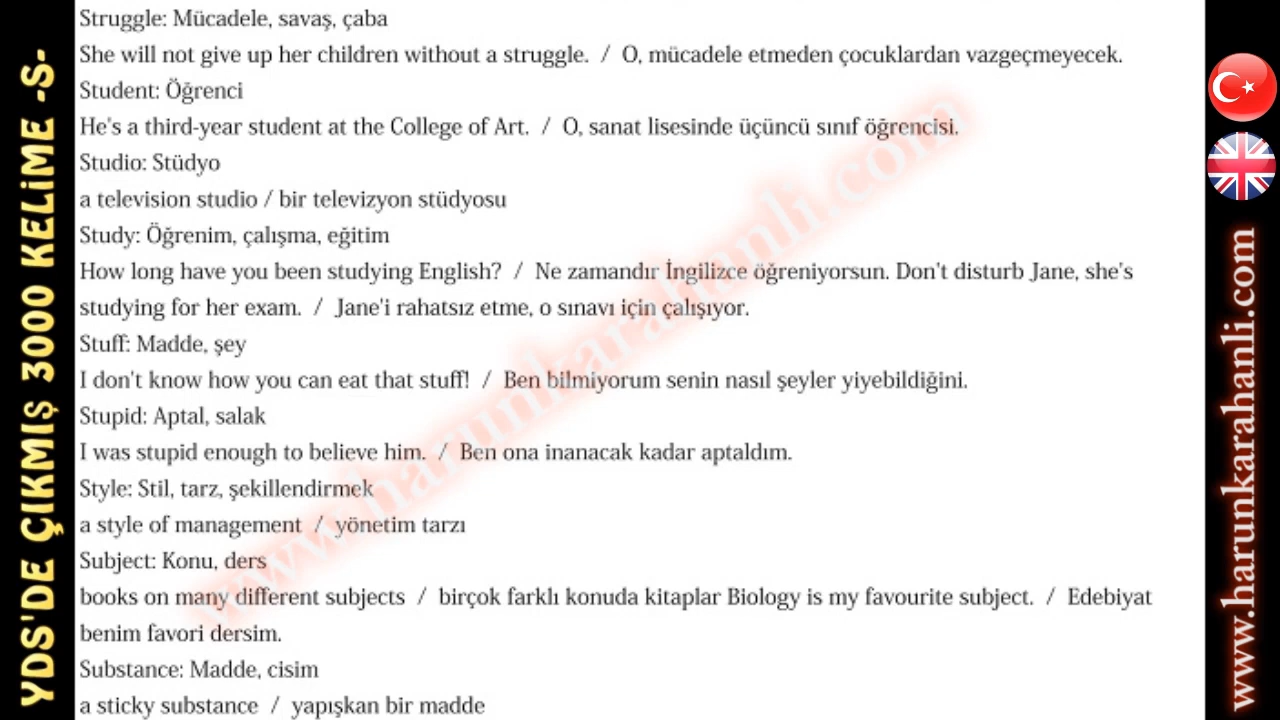 YDS'DE ÇIKMIŞ 3000 KELİME -S-
Struggle: Mücadele, savaş, çaba
She will not give up her children without a struggle. / O, mücadele etmeden çocuklardan vazgeçmeyecek.
Student: Öğrenci
He's a third-year student at the College of Art. / O, sanat lisesinde üçüncü sınıf öğrencisi.
Studio: Stüdyo
a television studio / bir televizyon stüdyosu
Study: Öğrenim, çalışma, eğitim
How long have you been studying English? / Ne zamandır İngilizce öğreniyorsun. Don't disturb Jane, she's
studying for her exam. / Jane'i rahatsız etme, o sınavı için çalışıyor.
Stuff: Madde, şey
I don't know how you can eat that stuff! / Ben bilmiyorum senin nasıl şeyler yiyebildiğini.
Stupid: Aptal, salak
I was stupid enough to believe him. / Ben ona inanacak kadar aptaldım.
Style: Stil, tarz, şekillendirmek
a style of management / yönetim tarzı
Subject: Konu, ders
books on many different subjects / birçok farklı konuda kitaplar Biology is my favourite subject. / Edebiyat
benim favori dersim.
Substance: Madde, cisim
a sticky substance / yapışkan bir madde
www.harunkarahanli.com
www.harunkarahanli.com